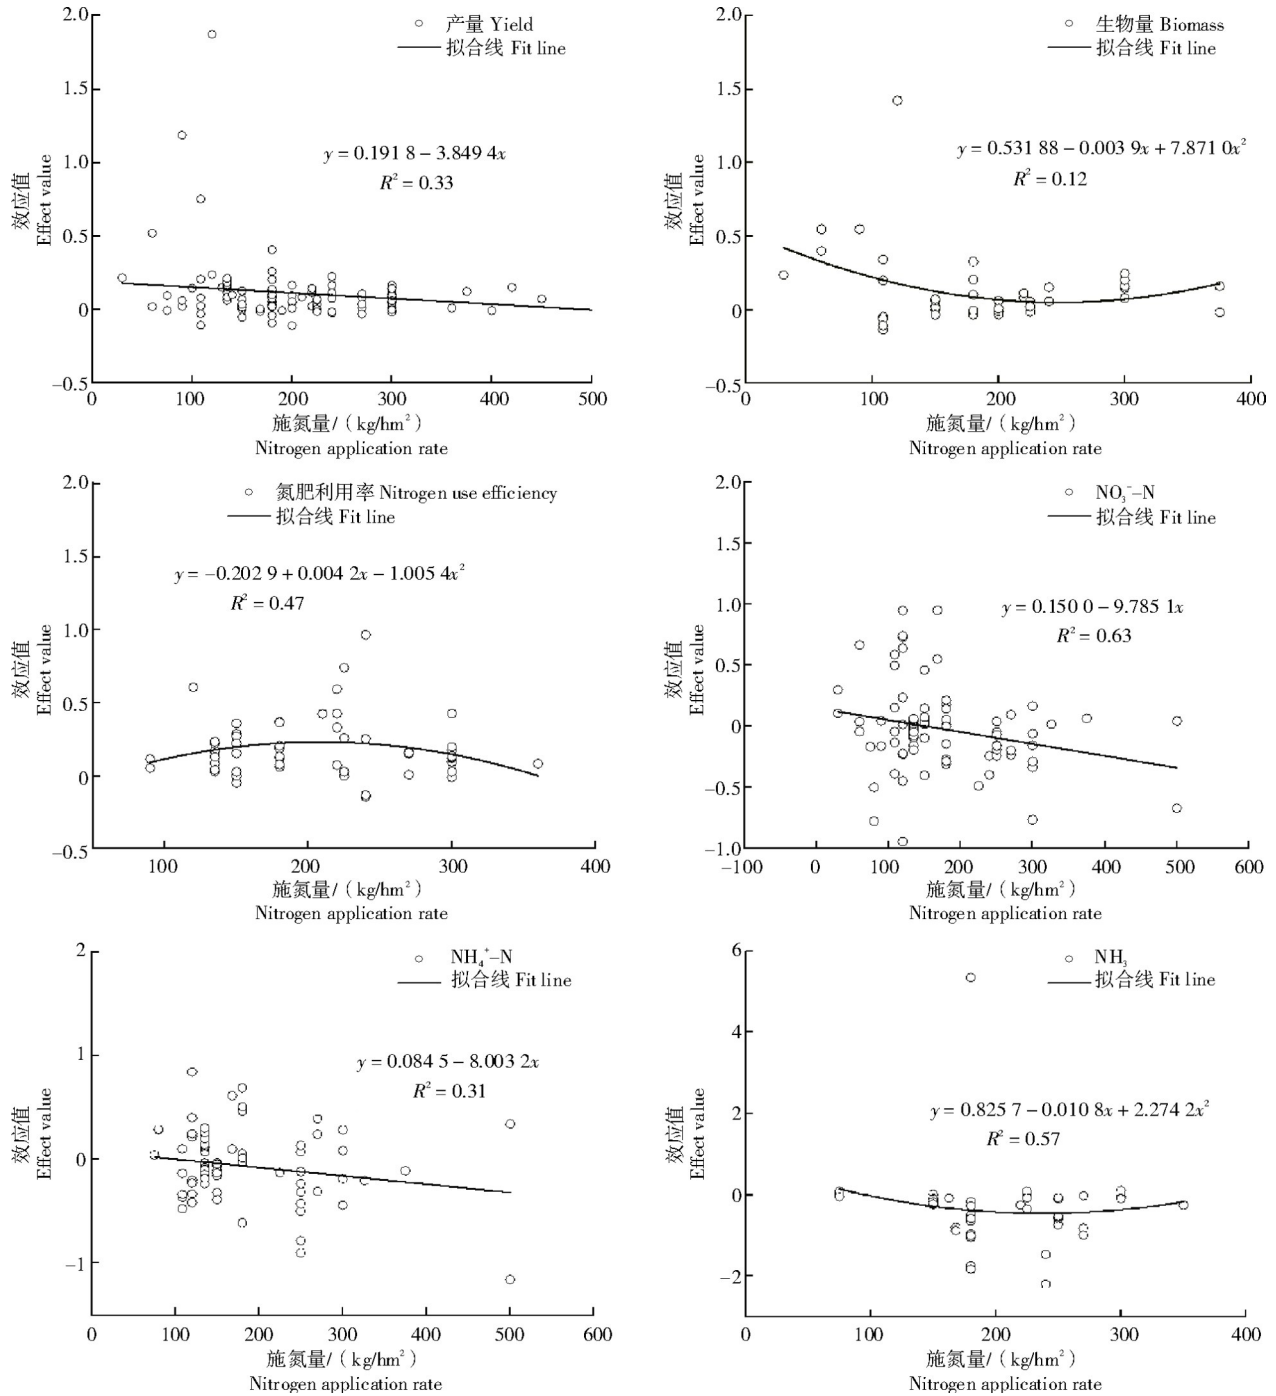 2.0
1.5
1.0
0.5
0
−0.5
效应值
Effect value
产量 Yield
拟合线 Fit line
y = 0.191 8 − 3.849 4x
R² = 0.33
0 100 200 300 400 500
施氮量/（kg/hm²）
Nitrogen application rate
2.0
1.5
1.0
0.5
0
−0.5
效应值
Effect value
生物量 Biomass
拟合线 Fit line
y = 0.531 88 − 0.003 9x + 7.871 0x²
R² = 0.12
0 100 200 300 400
施氮量/（kg/hm²）
Nitrogen application rate
2.0
1.5
1.0
0.5
0
−0.5
效应值
Effect value
氮肥利用率 Nitrogen use efficiency
拟合线 Fit line
y = −0.202 9 + 0.004 2x − 1.005 4x²
R² = 0.47
100 200 300 400
施氮量/（kg/hm²）
Nitrogen application rate
2.0
1.5
1.0
0.5
0
−0.5
−1.0
效应值
Effect value
NO₃⁻−N
拟合线 Fit line
y = 0.150 0 − 9.785 1x
R² = 0.63
−100 0 100 200 300 400 500 600
施氮量/（kg/hm²）
Nitrogen application rate
2
1
0
−1
效应值
Effect value
NH₄⁺−N
拟合线 Fit line
y = 0.084 5 − 8.003 2x
R² = 0.31
0 100 200 300 400 500 600
施氮量/（kg/hm²）
Nitrogen application rate
6
4
2
0
−2
效应值
Effect value
NH₃
拟合线 Fit line
y = 0.825 7 − 0.010 8x + 2.274 2x²
R² = 0.57
0 100 200 300 400
施氮量/（kg/hm²）
Nitrogen application rate